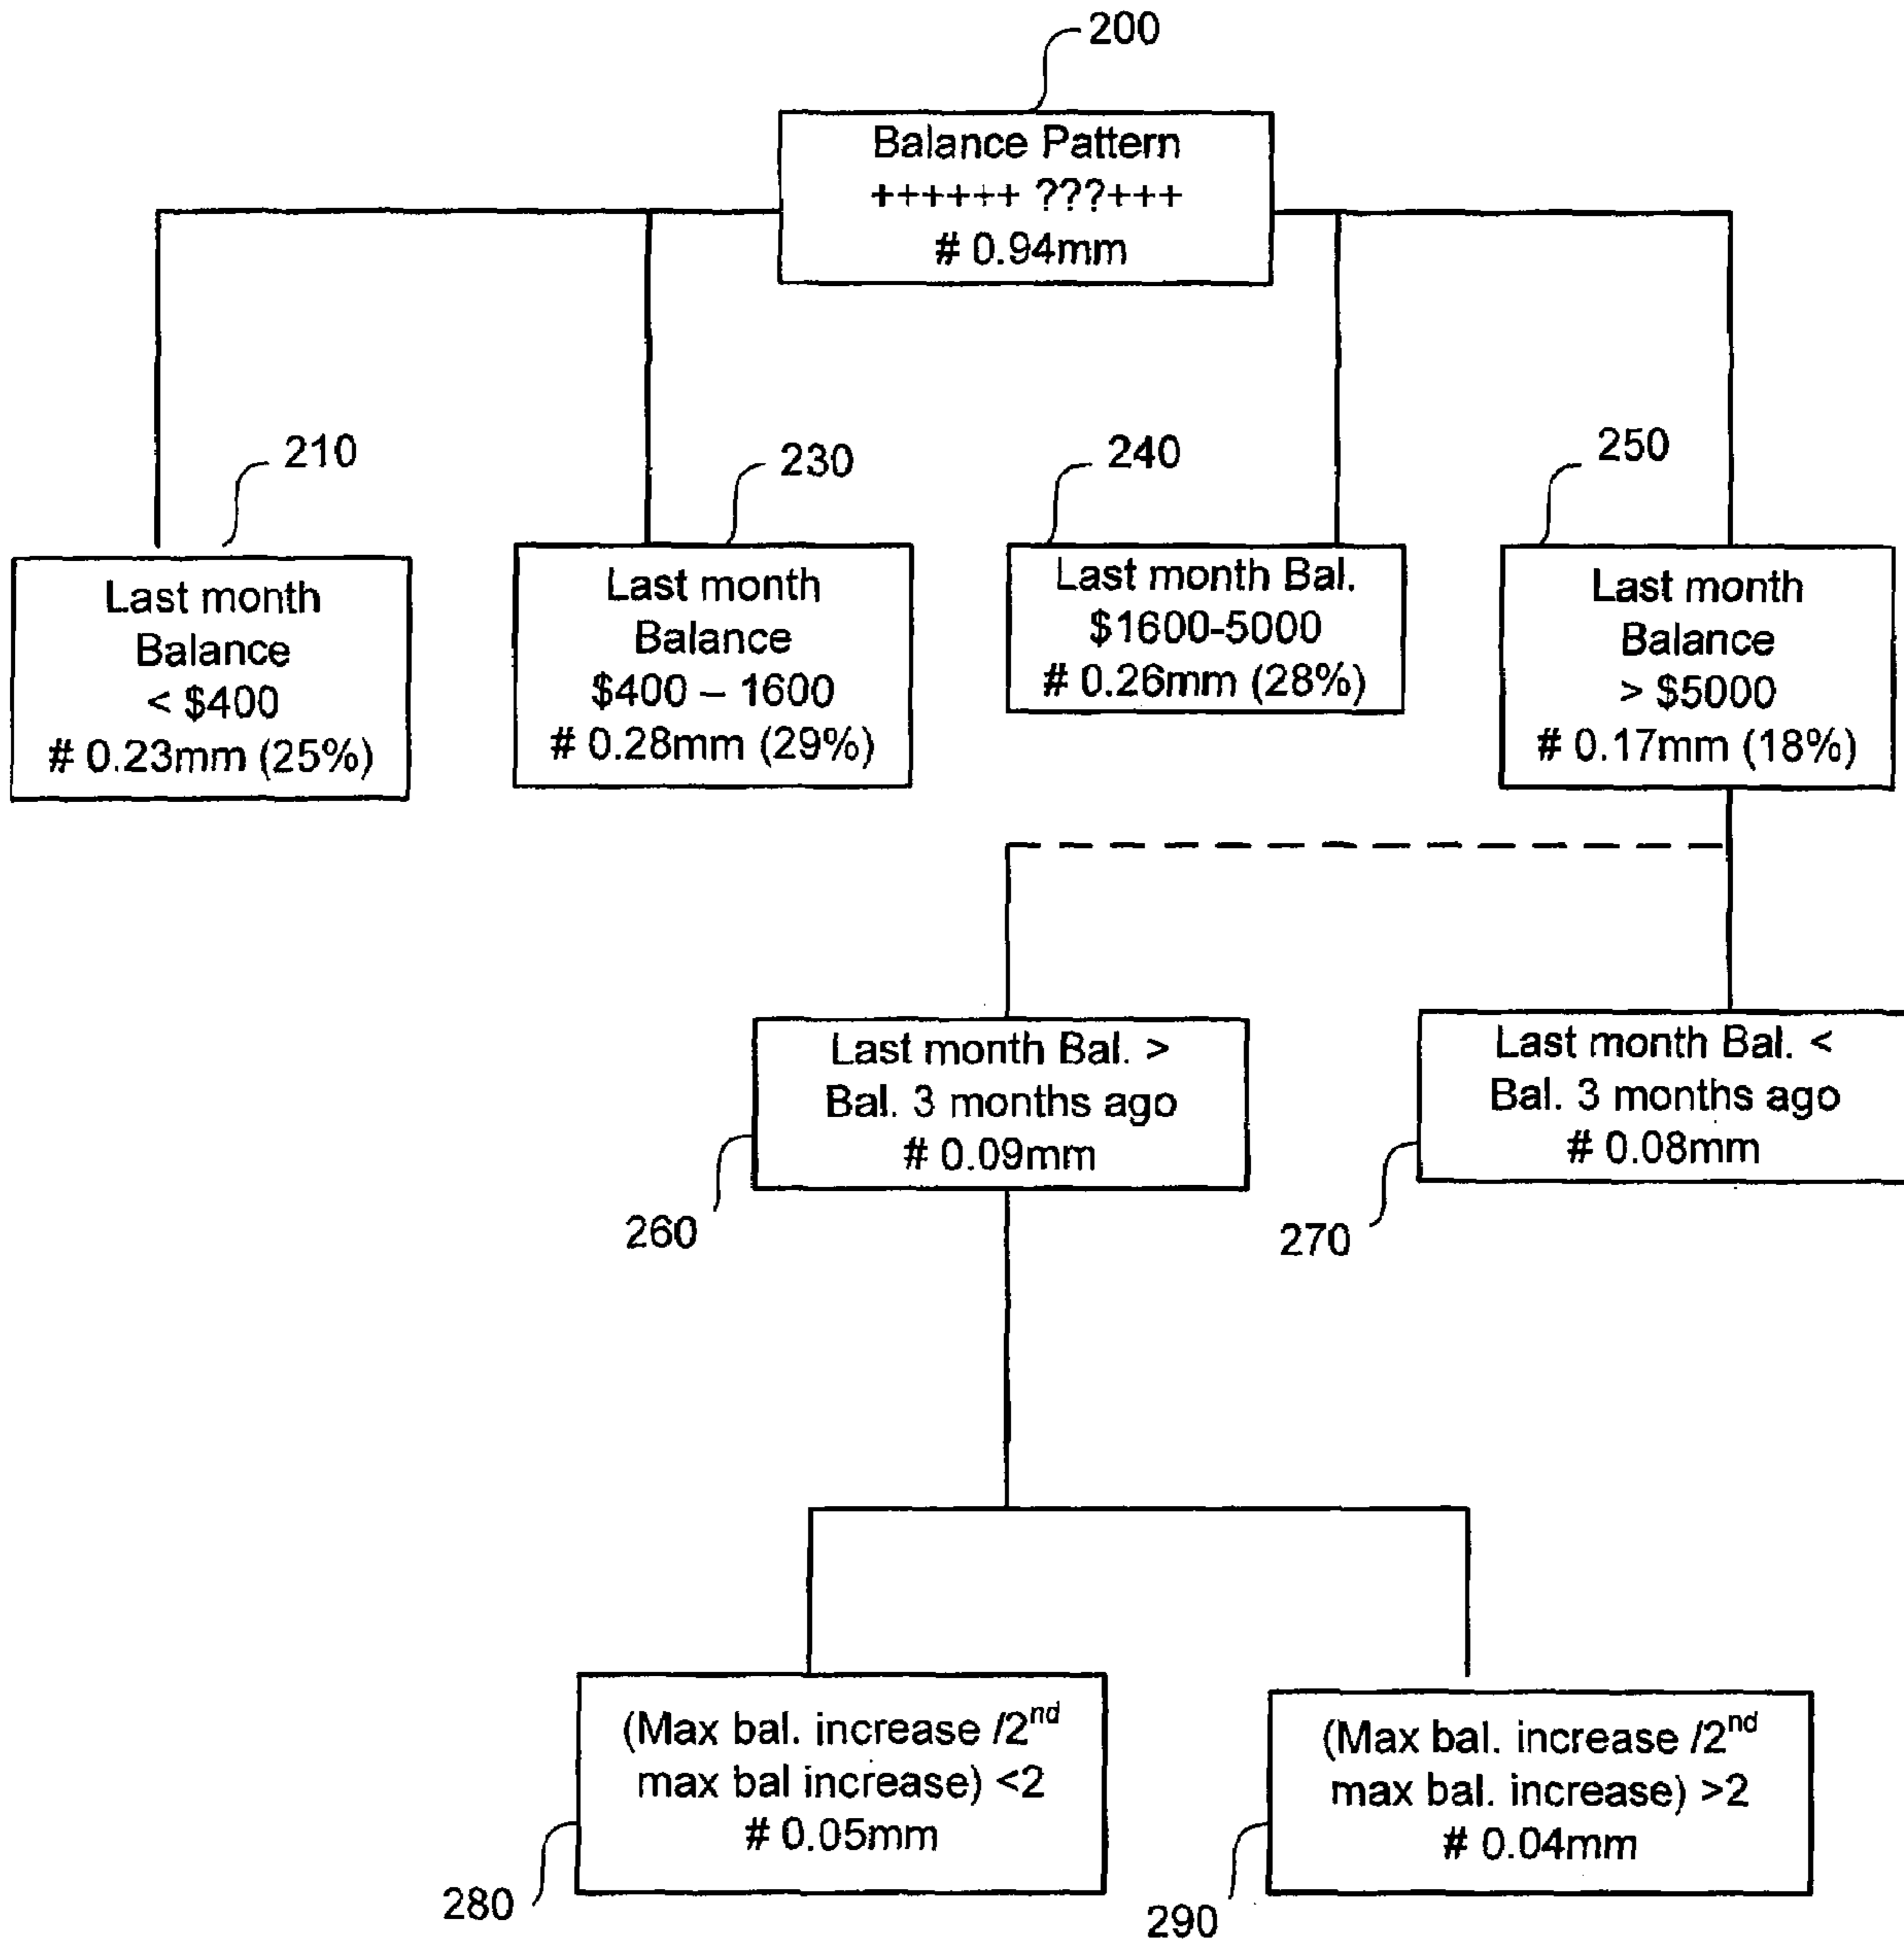 200
Balance Pattern
++++++ ???+++
# 0.94mm
210
Last month
Balance
< $400
# 0.23mm (25%)
230
Last month
Balance
$400 – 1600
# 0.28mm (29%)
240
Last month Bal.
$1600-5000
# 0.26mm (28%)
250
Last month
Balance
> $5000
# 0.17mm (18%)
Last month Bal. >
Bal. 3 months ago
# 0.09mm
260
Last month Bal. <
Bal. 3 months ago
# 0.08mm
270
(Max bal. increase /2nd
max bal increase) <2
# 0.05mm
280
(Max bal. increase /2nd
max bal. increase) >2
# 0.04mm
290